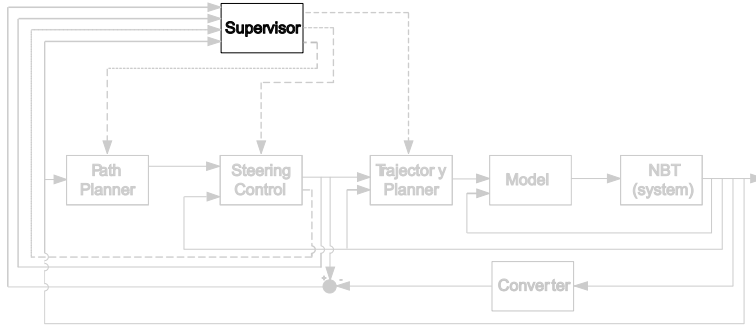 Supervisor
Path
Planner
Steering
Control
Trajector y
Planner
Model
NBT
(system)
+
-
Converter